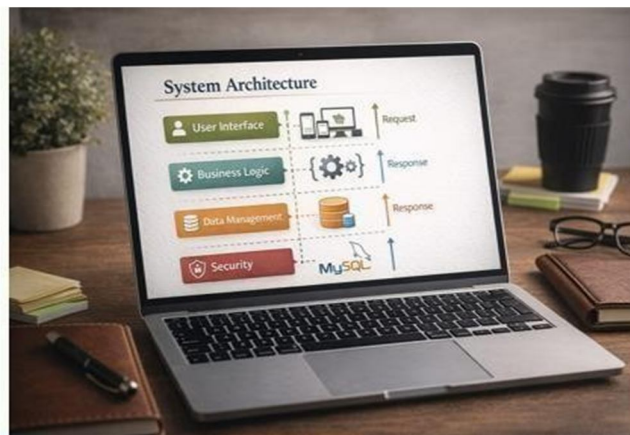 System Architecture
User Interface
Request
Business Logic
Response
Data Management
Response
Security
MySQL